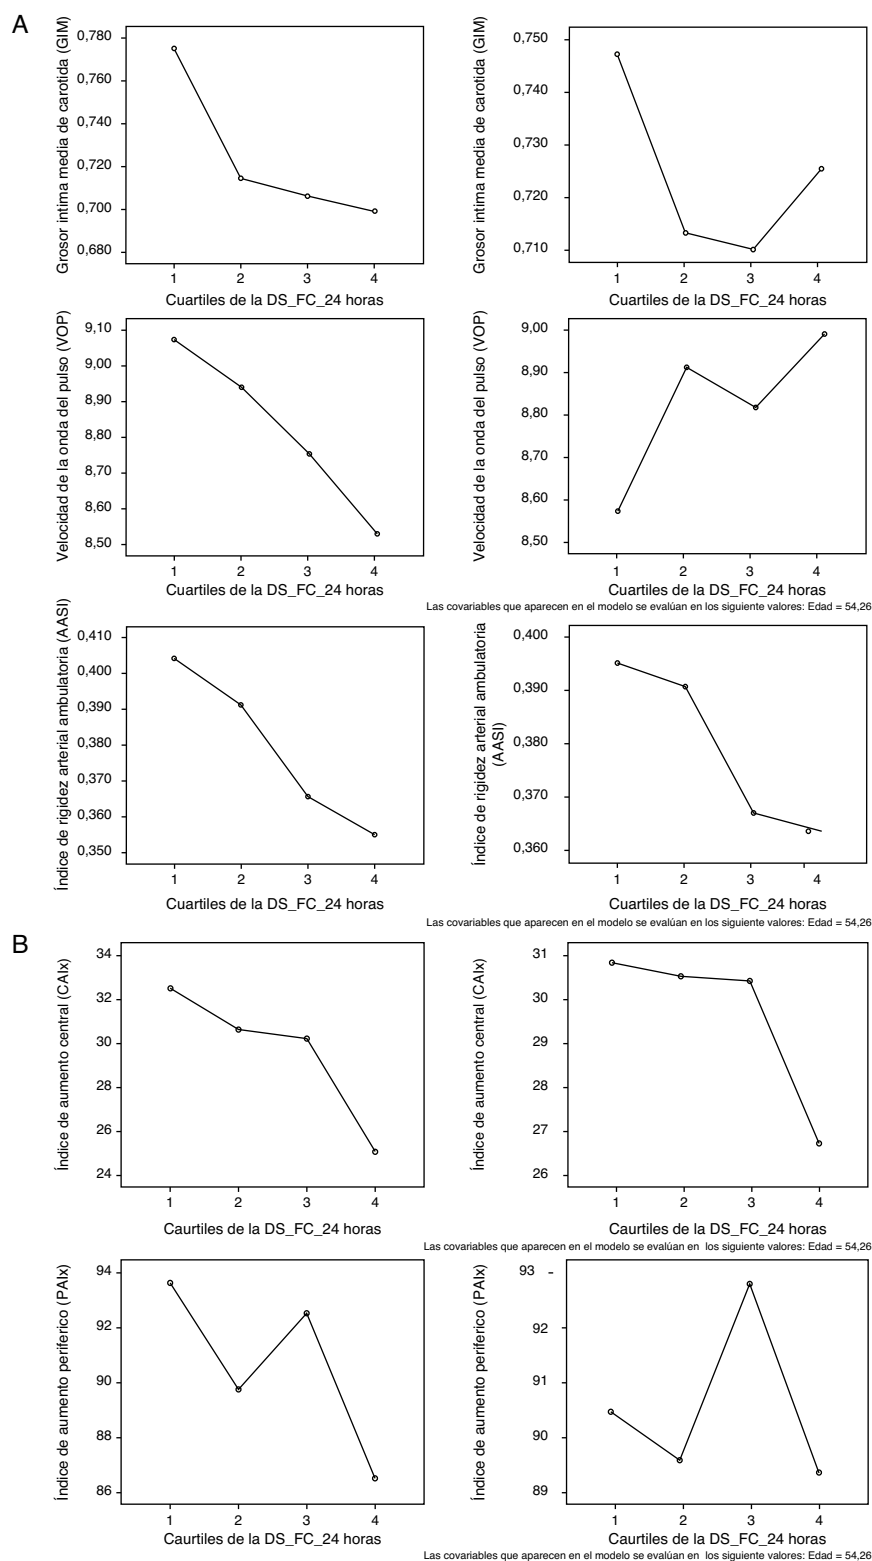 A
Grosor intima media de carotida (GIM)
0,780
0,760
0,740
0,720
0,700
0,680
1 2 3 4
Cuartiles de la DS_FC_24 horas
Grosor intima media de carotida (GIM)
0,750
0,740
0,730
0,720
0,710
1 2 3 4
Cuartiles de la DS_FC_24 horas
Velocidad de la onda del pulso (VOP)
9,10
9,00
8,90
8,80
8,70
8,60
8,50
1 2 3 4
Cuartiles de la DS_FC_24 horas
Velocidad de la onda del pulso (VOP)
9,00
8,90
8,80
8,70
8,60
8,50
1 2 3 4
Cuartiles de la DS_FC_24 horas
Las covariables que aparecen en el modelo se evalúan en los siguiente valores: Edad = 54,26
Índice de rigidez arterial ambulatoria (AASI)
0,410
0,400
0,390
0,380
0,370
0,360
0,350
1 2 3 4
Cuartiles de la DS_FC_24 horas
Índice de rigidez arterial ambulatoria
(AASI)
0,400
0,390
0,380
0,370
0,360
1 2 3 4
Cuartiles de la DS_FC_24 horas
Las covariables que aparecen en el modelo se evalúan en los siguiente valores: Edad = 54,26
B
Índice de aumento central (CAIx)
34
32
30
28
26
24
1 2 3 4
Caurtiles de la DS_FC_24 horas
Índice de aumento central (CAIx)
31
30
29
28
27
26
1 2 3 4
Caurtiles de la DS_FC_24 horas
Las covariables que aparecen en el modelo se evalúan en los siguiente valores: Edad = 54,26
Índice de aumento periferico (PAIx)
94
92
90
88
86
1 2 3 4
Caurtiles de la DS_FC_24 horas
Índice de aumento periferico (PAIx)
93
92
91
90
89
1 2 3 4
Caurtiles de la DS_FC_24 horas
Las covariables que aparecen en el modelo se evalúan en los siguiente valores: Edad = 54,26